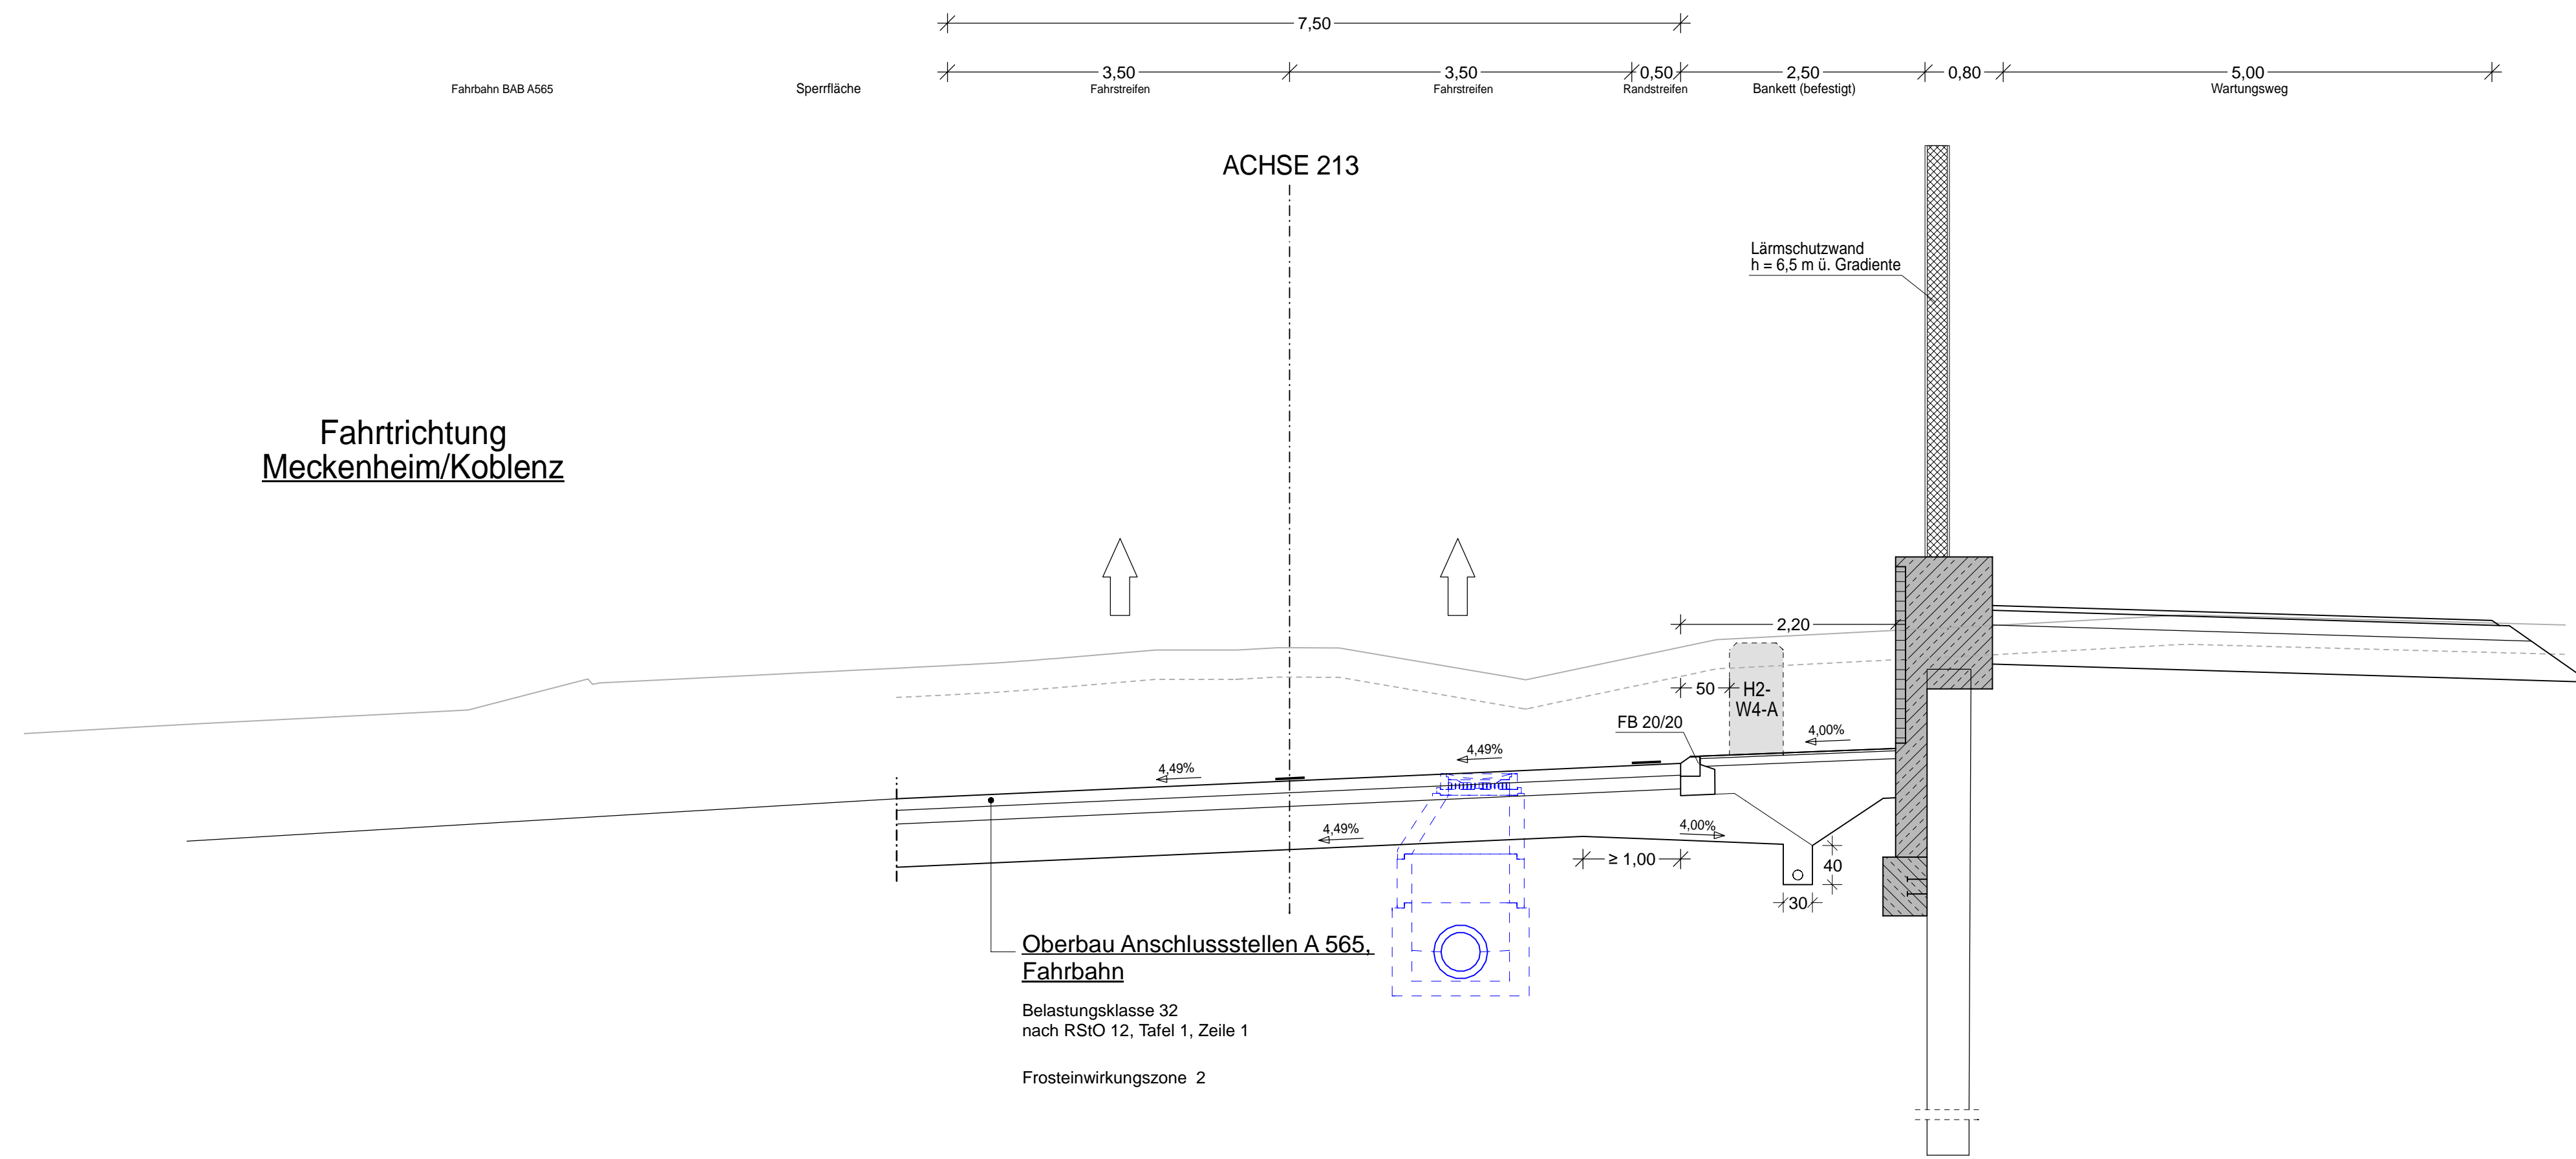 7,50
3,50
3,50
0,50
2,50
0,80
5,00
Fahrbahn BAB A565
Sperrfläche
Fahrstreifen
Fahrstreifen
Randstreifen
Bankett (befestigt)
Wartungsweg
ACHSE 213
Lärmschutzwand
h = 6,5 m ü. Gradiente
Fahrtrichtung
Meckenheim/Koblenz
2,20
50
H2-
W4-A
FB 20/20
4,00%
4,49%
4,49%
4,49%
4,00%
≥ 1,00
40
30
Oberbau Anschlussstellen A 565,
Fahrbahn
Belastungsklasse 32
nach RStO 12, Tafel 1, Zeile 1
Frosteinwirkungszone 2